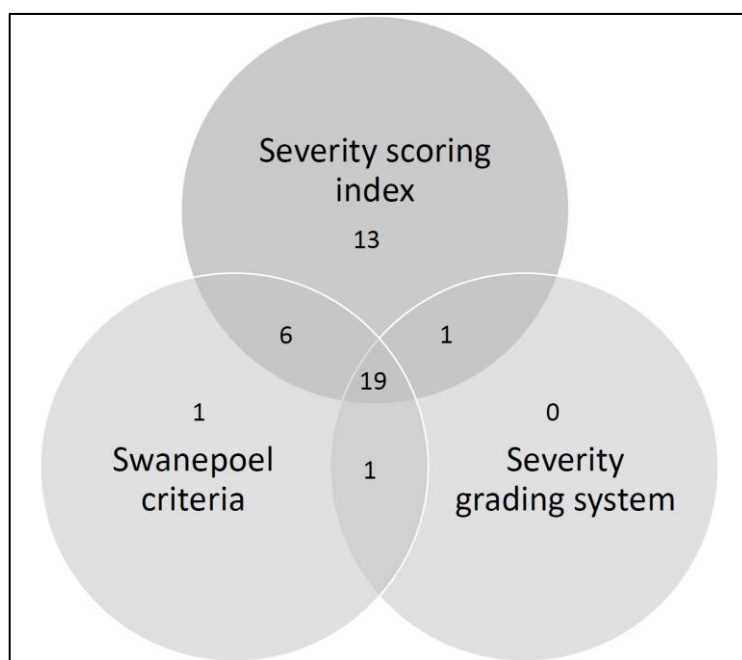 Severity scoring
index
13
6
1
19
1
0
Swanepoel
criteria
1
Severity
grading system